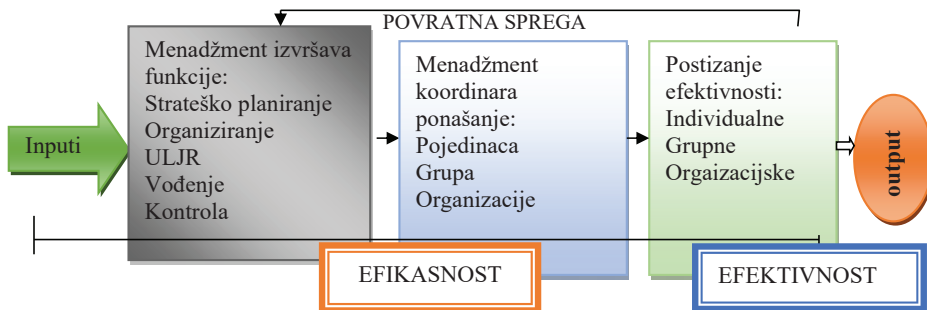 POVRATNA SPREGA
Inputi
Menadžment izvršava
funkcije:
Strateško planiranje
Organiziranje
ULJR
Vođenje
Kontrola
Menadžment
koordinara
ponašanje:
Pojedinaca
Grupa
Organizacije
Postizanje
efektivnosti:
Individualne
Grupne
Orgaizacijske
output
EFIKASNOST
EFEKTIVNOST